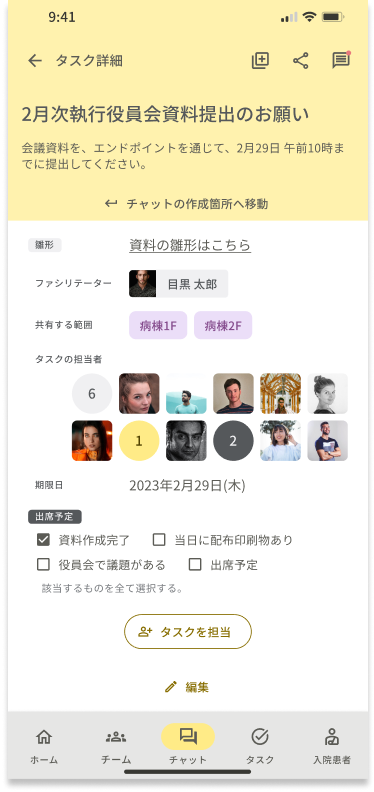 9:41
タスク詳細
2月次執行役員会資料提出のお願い
会議資料を、エンドポイントを通じて、2月29日 午前10時ま
でに提出してください。
チャットの作成箇所へ移動
雛形 資料の雛形はこちら
ファシリテーター 目黒 太郎
共有する範囲 病棟1F 病棟2F
タスクの担当者
6
1 2
期限日 2023年2月29日(木)
出席予定
資料作成完了 当日に配布印刷物あり
役員会で議題がある 出席予定
該当するものを全て選択する。
タスクを担当
編集
ホーム チーム チャット タスク 入院患者